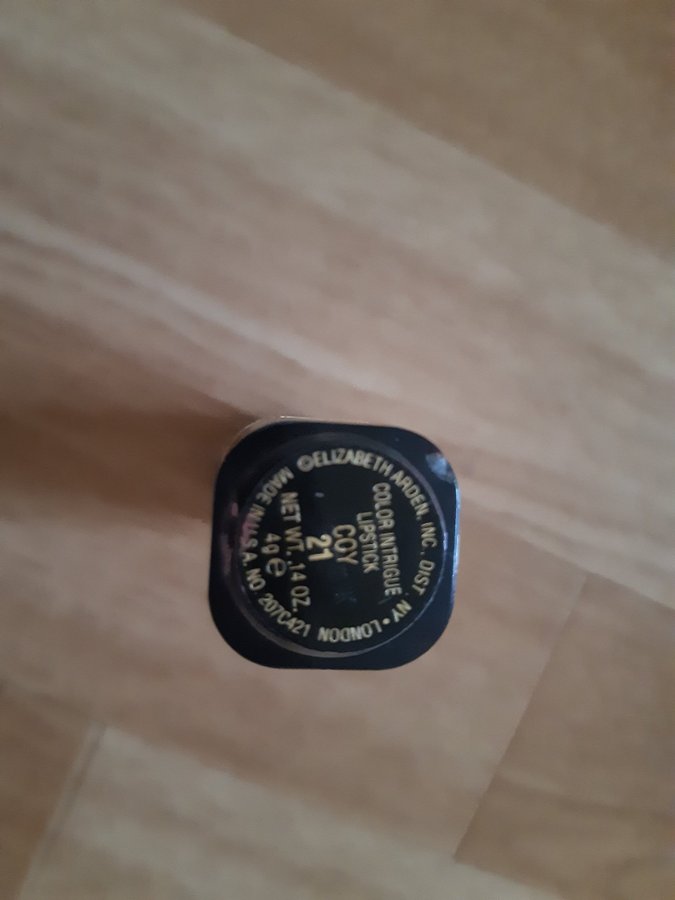 ©ELIZABETH ARDEN, INC. DIST. NY • LONDON
MADE IN U.S.A. NO. 207C421
COLOR INTRIGUE
LIPSTICK
COY
21
NET WT. .14 OZ.
4g ℮